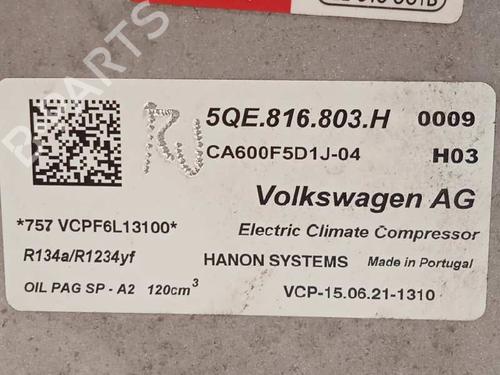 5QE.816.803.H 0009
CA600F5D1J-04 H03
Volkswagen AG
*757 VCPF6L13100* Electric Climate Compressor
R134a/R1234yf HANON SYSTEMS Made in Portugal
OIL PAG SP - A2 120cm³ VCP-15.06.21-1310